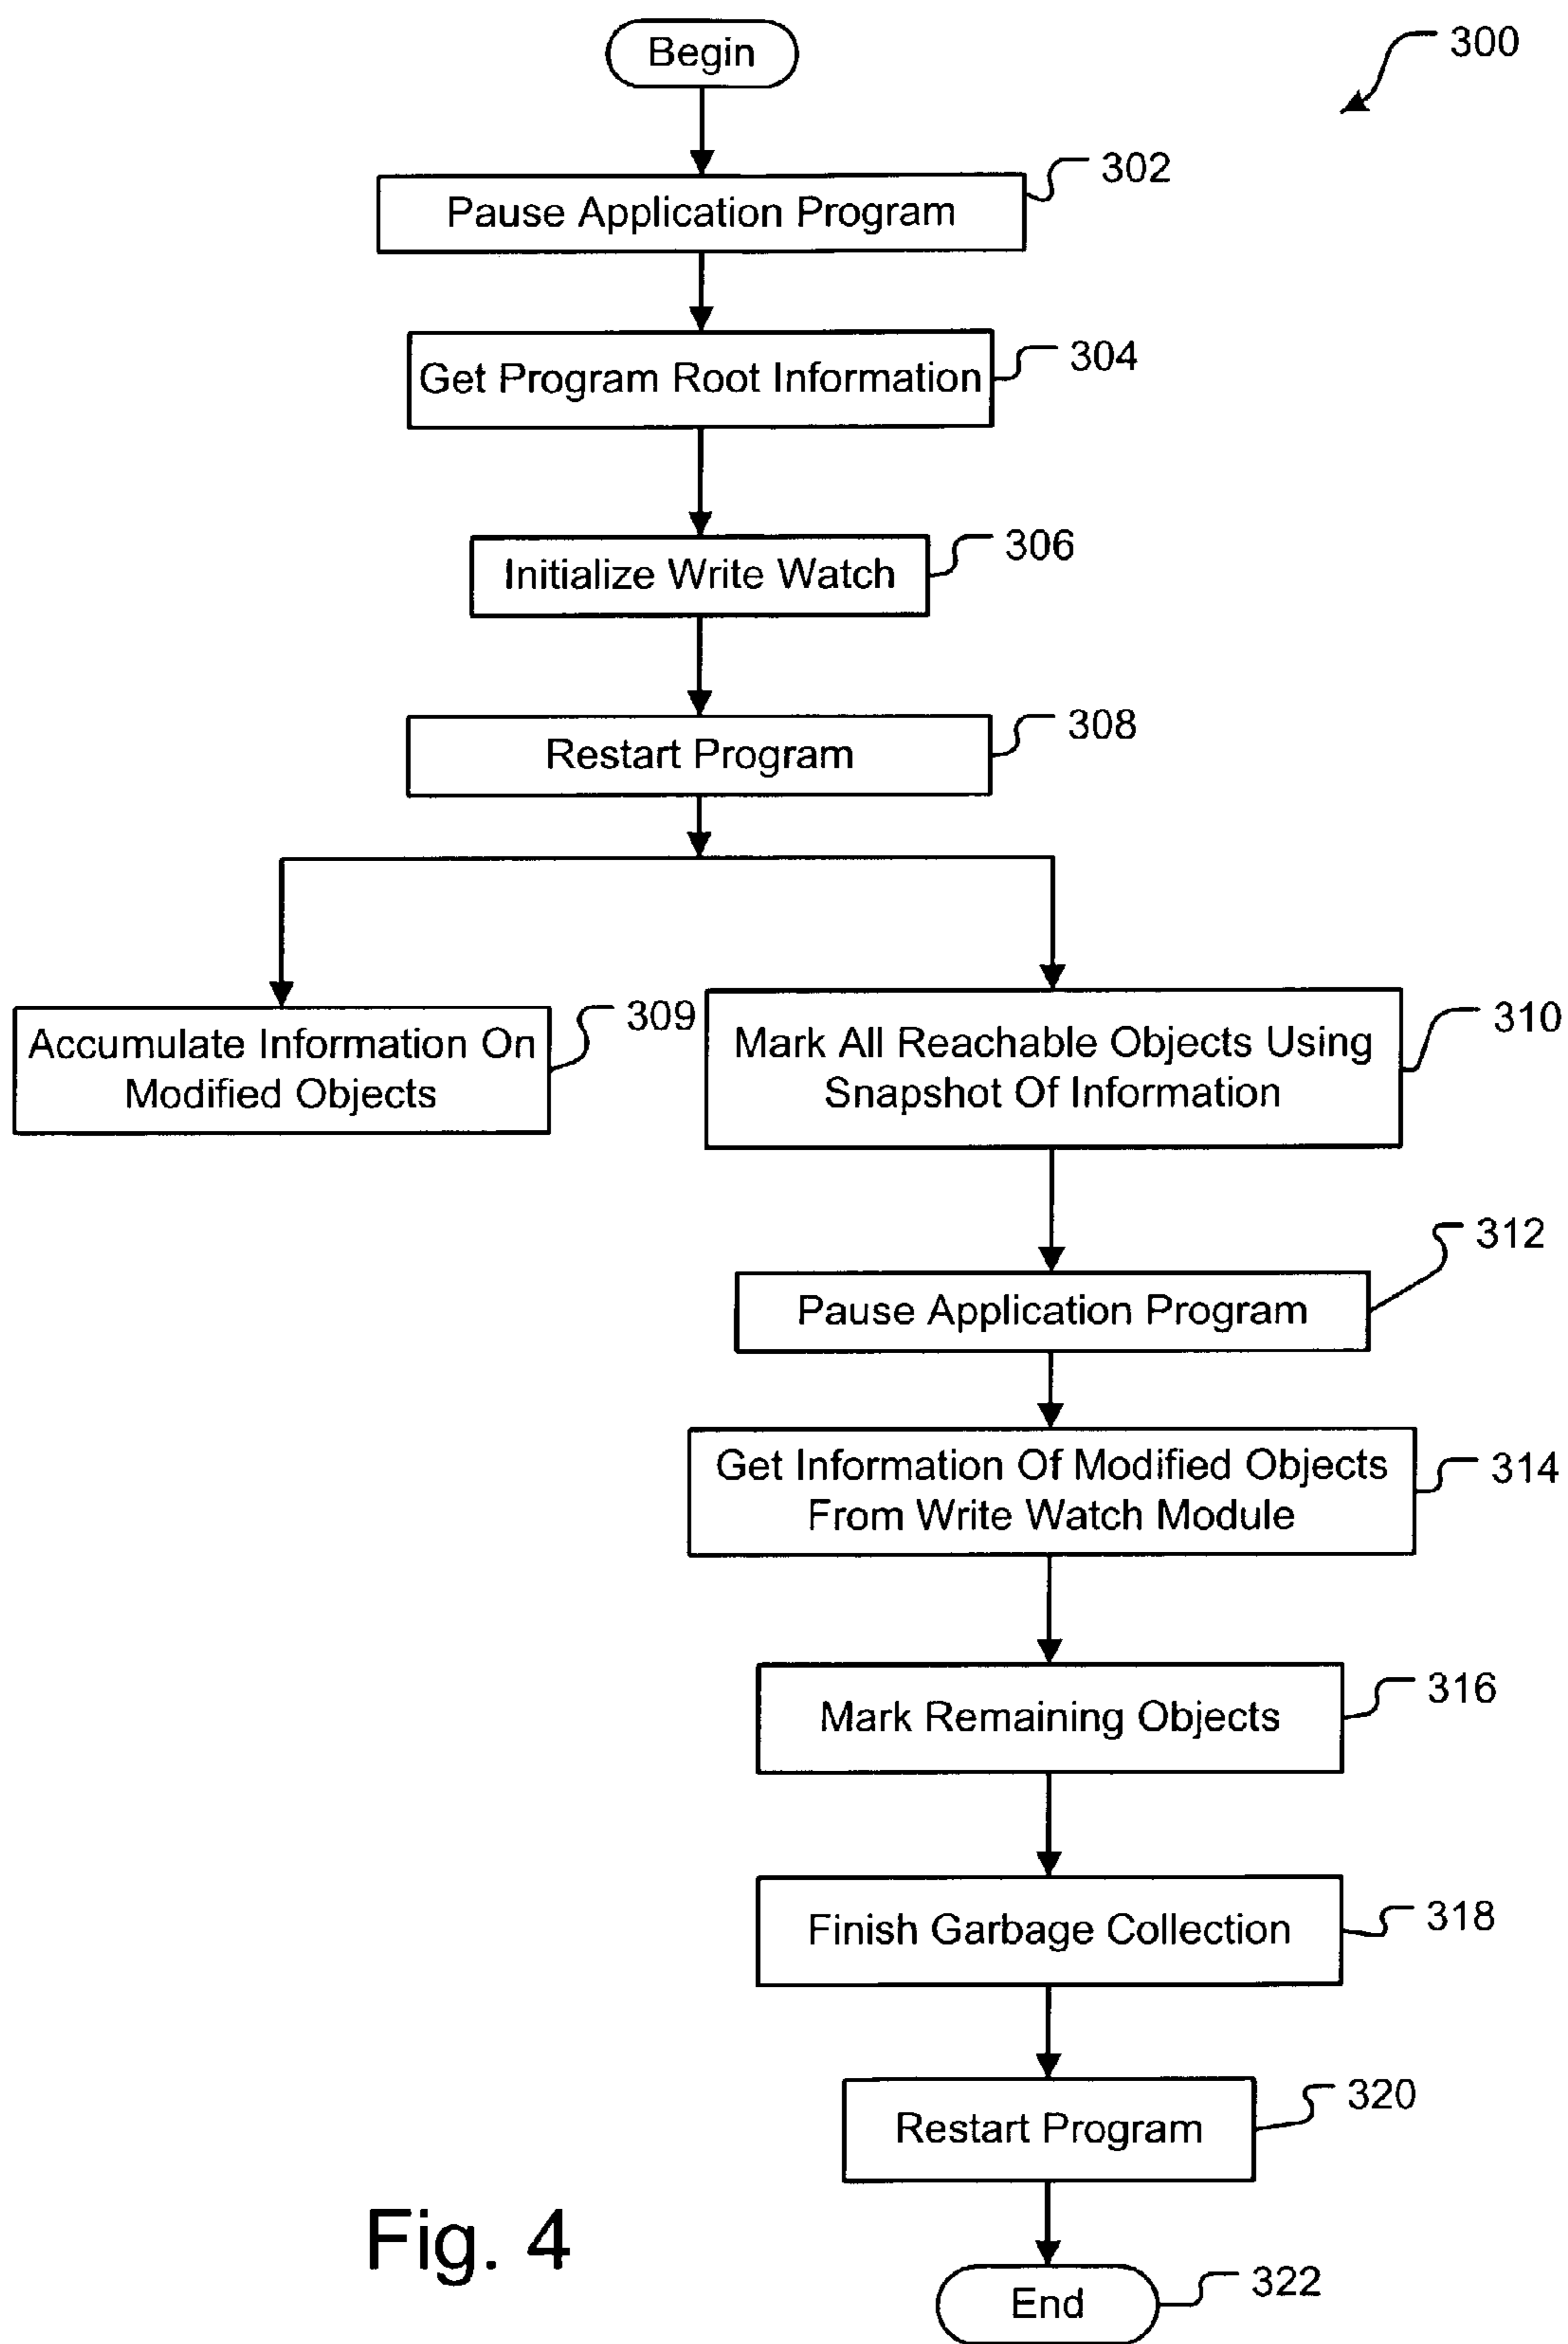 Begin
300
302
Pause Application Program
304
Get Program Root Information
306
Initialize Write Watch
308
Restart Program
309
Accumulate Information On
Modified Objects
310
Mark All Reachable Objects Using
Snapshot Of Information
312
Pause Application Program
314
Get Information Of Modified Objects
From Write Watch Module
316
Mark Remaining Objects
318
Finish Garbage Collection
320
Restart Program
322
End
Fig. 4